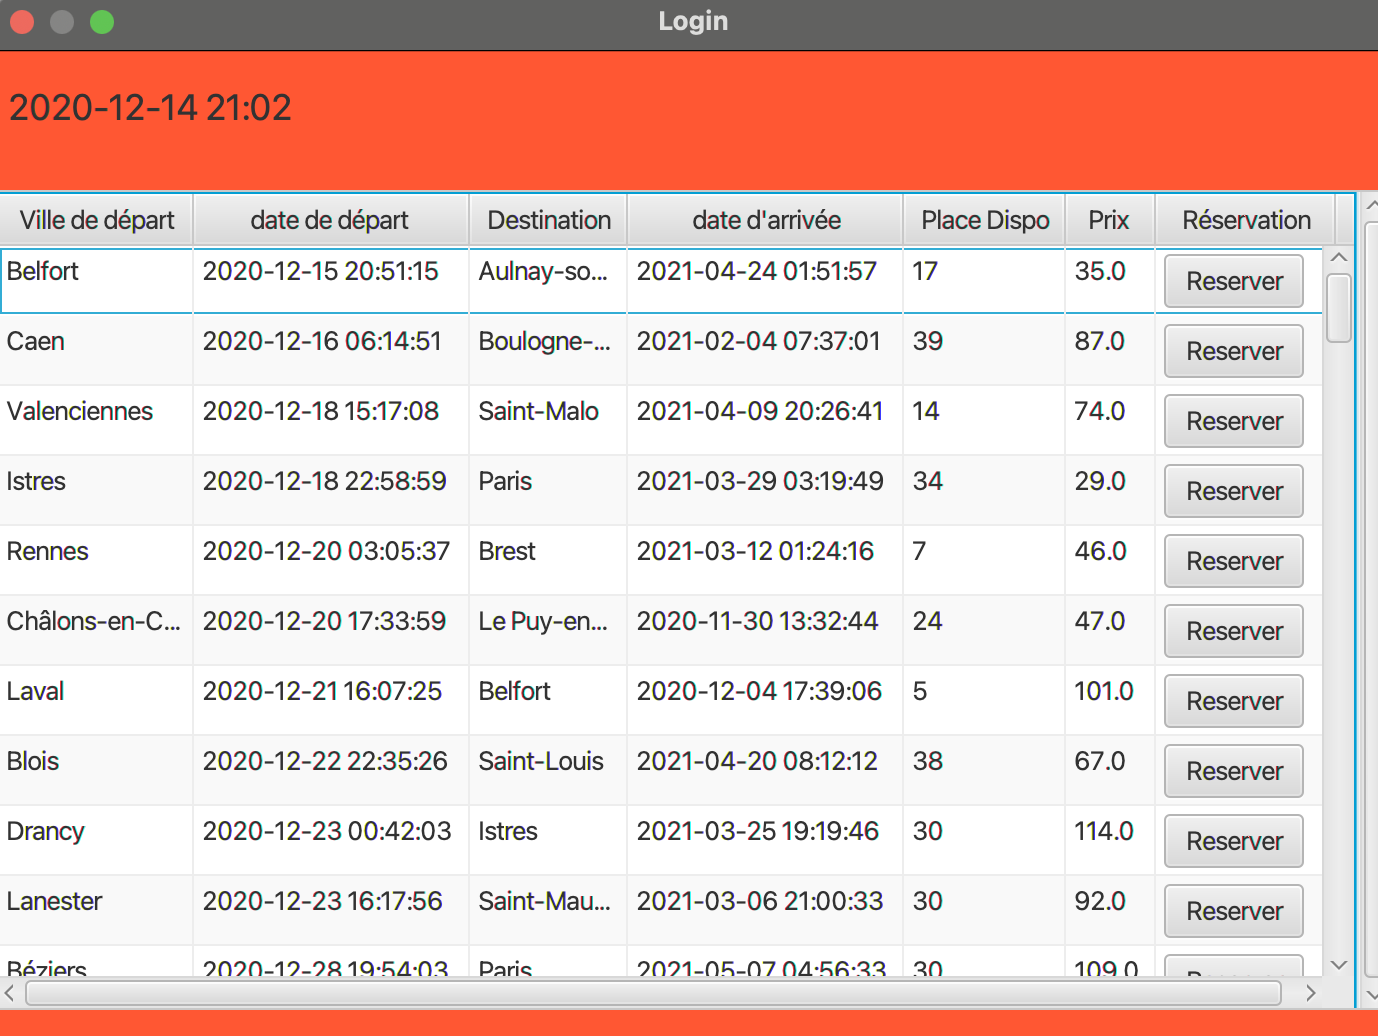 Login
2020-12-14 21:02
Ville de départ date de départ Destination date d'arrivée Place Dispo Prix Réservation
Belfort 2020-12-15 20:51:15 Aulnay-so... 2021-04-24 01:51:57 17 35.0 Reserver
Caen 2020-12-16 06:14:51 Boulogne-... 2021-02-04 07:37:01 39 87.0 Reserver
Valenciennes 2020-12-18 15:17:08 Saint-Malo 2021-04-09 20:26:41 14 74.0 Reserver
Istres 2020-12-18 22:58:59 Paris 2021-03-29 03:19:49 34 29.0 Reserver
Rennes 2020-12-20 03:05:37 Brest 2021-03-12 01:24:16 7 46.0 Reserver
Châlons-en-C... 2020-12-20 17:33:59 Le Puy-en... 2020-11-30 13:32:44 24 47.0 Reserver
Laval 2020-12-21 16:07:25 Belfort 2020-12-04 17:39:06 5 101.0 Reserver
Blois 2020-12-22 22:35:26 Saint-Louis 2021-04-20 08:12:12 38 67.0 Reserver
Drancy 2020-12-23 00:42:03 Istres 2021-03-25 19:19:46 30 114.0 Reserver
Lanester 2020-12-23 16:17:56 Saint-Mau... 2021-03-06 21:00:33 30 92.0 Reserver
Béziers 2020-12-28 19:54:03 Paris 2021-05-07 04:56:33 30 109.0 Reserver